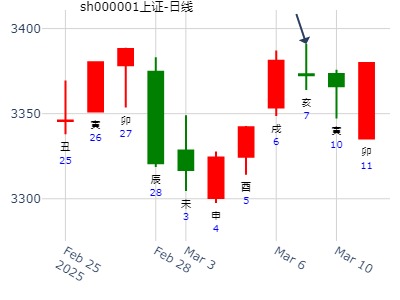 sh000001上证-日线
3400
3350
3300
丑
25
寅
26
卯
27
辰
28
未
3
申
4
酉
5
戌
6
亥
7
寅
10
卯
11
Feb 25
2025
Feb 28
Mar 3
Mar 6
Mar 10